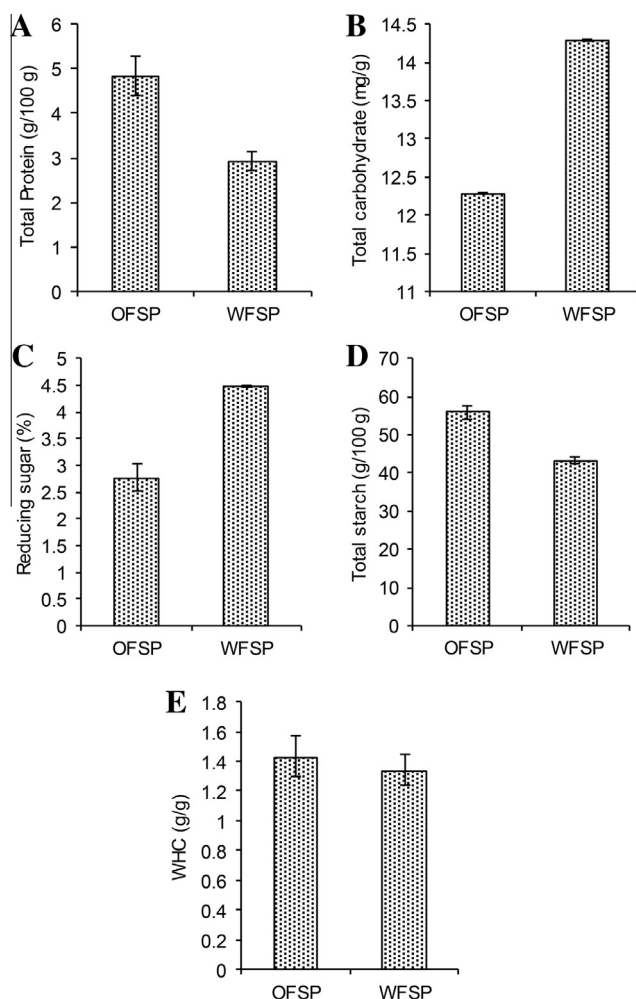 A
Total Protein (g/100 g)
6
5
4
3
2
1
0
OFSP WFSP
B
Total carbohydrate (mg/g)
14.5
14
13.5
13
12.5
12
11.5
11
OFSP WFSP
C
Reducing sugar (%)
5
4.5
4
3.5
3
2.5
2
1.5
1
0.5
0
OFSP WFSP
D
Total starch (g/100 g)
70
60
50
40
30
20
10
0
OFSP WFSP
E
WHC (g/g)
1.8
1.6
1.4
1.2
1
0.8
0.6
0.4
0.2
0
OFSP WFSP